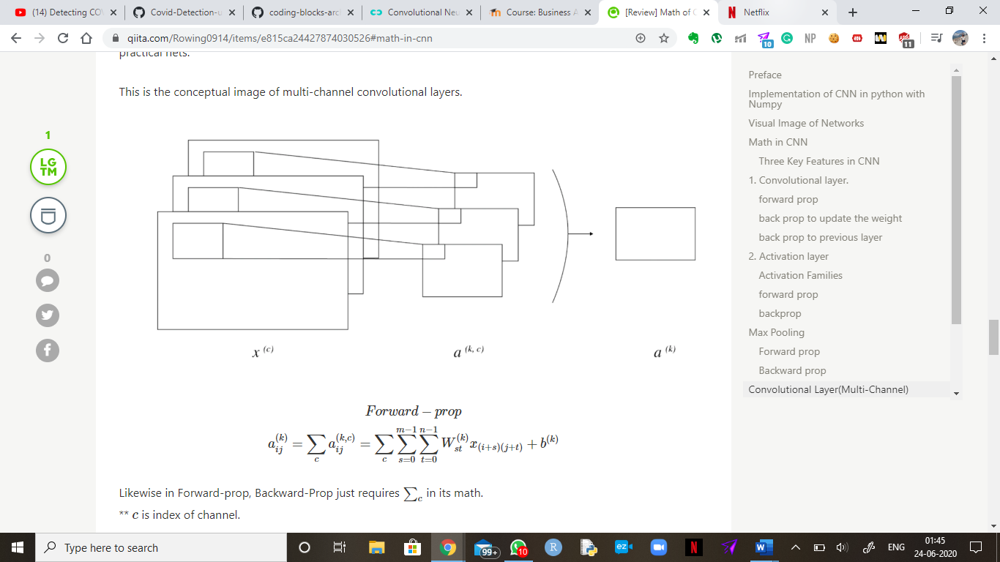 (14) Detecting CO
Covid-Detection-u
coding-blocks-arc
Convolutional Neu
Course: Business A
[Review] Math of C
Netflix
qiita.com/Rowing0914/items/e815ca24427874030526#math-in-cnn
NP
10
11
practical nets.
This is the conceptual image of multi-channel convolutional layers.
1
LG
TM
0
x (c)
a (k, c)
a (k)
Forward − prop
a_{ij}^{(k)} = ∑_c a_{ij}^{(k,c)} = ∑_c ∑_{s=0}^{m−1} ∑_{t=0}^{n−1} W_{st}^{(k)} x_{(i+s)(j+t)} + b^{(k)}
Likewise in Forward-prop, Backward-Prop just requires ∑_c in its math.
** c is index of channel.
Preface
Implementation of CNN in python with
Numpy
Visual Image of Networks
Math in CNN
Three Key Features in CNN
1. Convolutional layer.
forward prop
back prop to update the weight
back prop to previous layer
2. Activation layer
Activation Families
forward prop
backprop
Max Pooling
Forward prop
Backward prop
Convolutional Layer(Multi-Channel)
Type here to search
99+
10
R
ez
N
W
ENG
01:45
24-06-2020